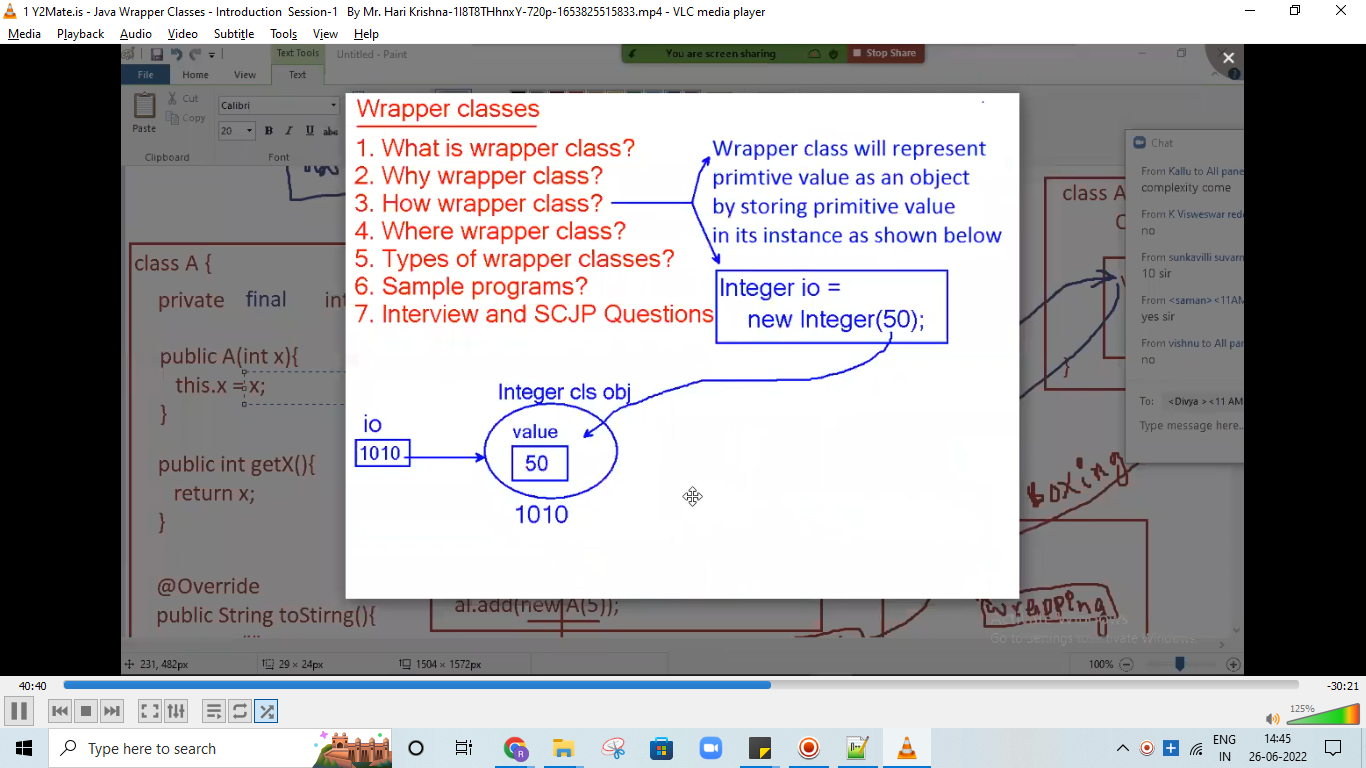 1 Y2Mate.is - Java Wrapper Classes - Introduction  Session-1   By Mr. Hari Krishna-1I8T8THhnxY-720p-1653825515833.mp4 - VLC media player
Media Playback Audio Video Subtitle Tools View Help
Text Tools Untitled - Paint You are screen sharing Stop Share
File Home View Text
Cut
Copy
Paste
Calibri
20 B I U abc
Clipboard Font
Wrapper classes
1. What is wrapper class?
2. Why wrapper class?
3. How wrapper class?
4. Where wrapper class?
5. Types of wrapper classes?
6. Sample programs?
7. Interview and SCJP Questions
Wrapper class will represent
primtive value as an object
by storing primitive value
in its instance as shown below
Integer io =
new Integer(50);
Integer cls obj
io
value
1010
50
1010
class A {
private final int
public A(int x){
this.x = x;
}
public int getX(){
return x;
}
@Override
public String toStirng(){
al.add(new A(5));
class A
}
Chat
From Kallu to All pane
complexity come
From K Visweswar redd
no
From sunkavilli suvarn
10 sir
From <saman><11AM
yes sir
From vishnu to All pan
no
To: <Divya > <11 AM
Type message here..
Boxing
wrapping
Activate Windows
Go to Settings to activate Windows.
231, 482px 29 × 24px 1504 × 1572px 100%
40:40 -30:21
125%
Type here to search
ENG
IN
14:45
26-06-2022